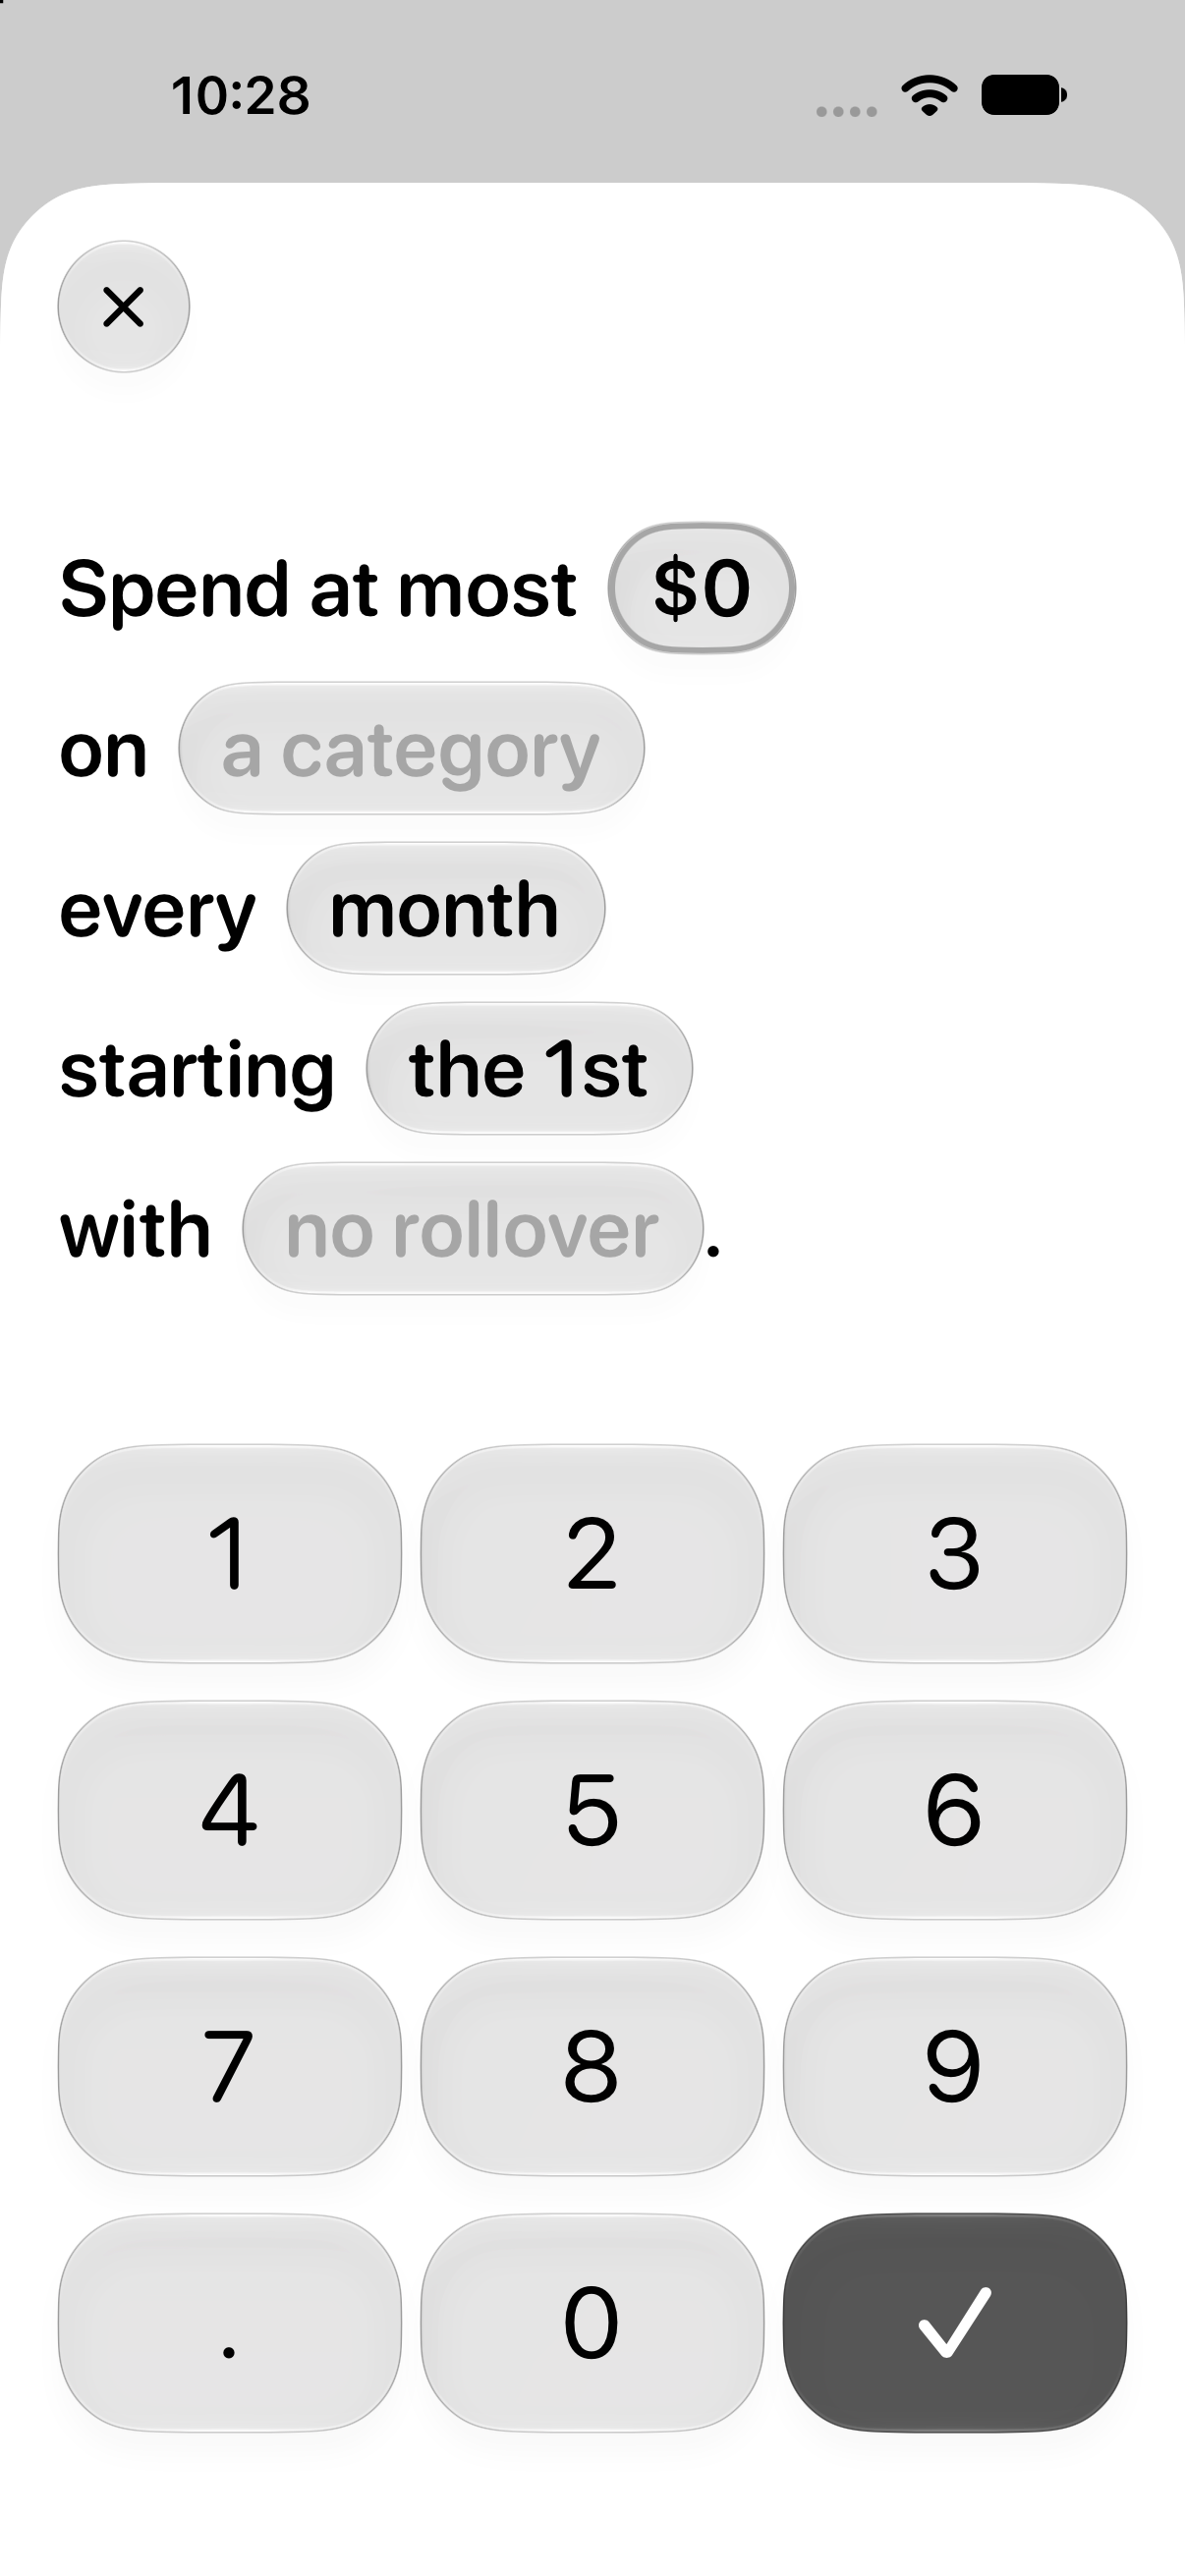 10:28
Spend at most $0
on a category
every month
starting the 1st
with no rollover.
1 2 3
4 5 6
7 8 9
. 0